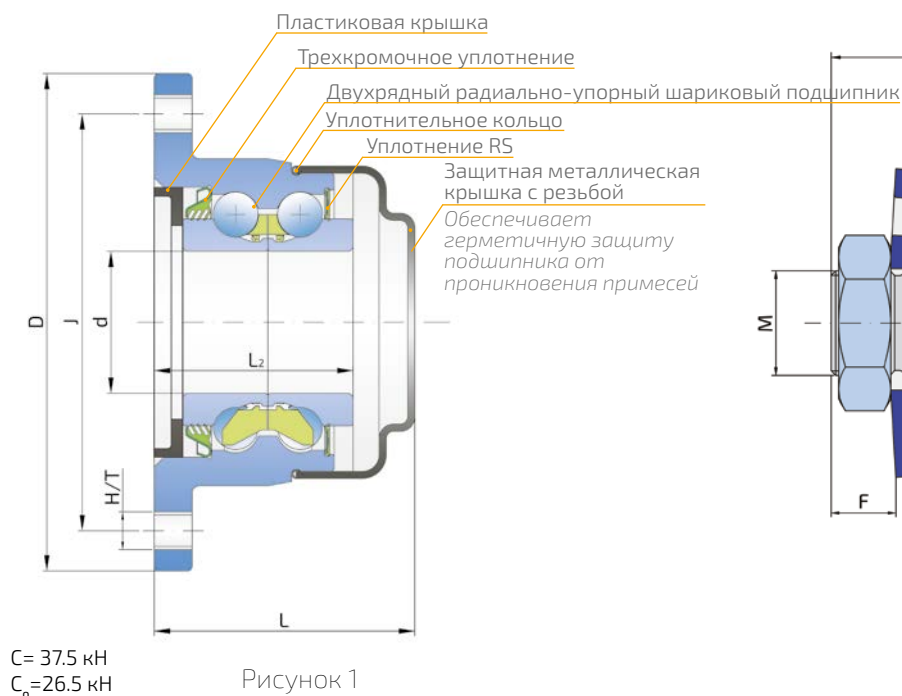 Пластиковая крышка
Трехкромочное уплотнение
Двухрядный радиально-упорный шариковый подшипник
Уплотнительное кольцо
Уплотнение RS
Защитная металлическая
крышка с резьбой
Обеспечивает
герметичную защиту
подшипника от
проникновения примесей
D
J
d
L₂
H/T
L
M
F
C= 37.5 кН
C₀=26.5 кН
Рисунок 1